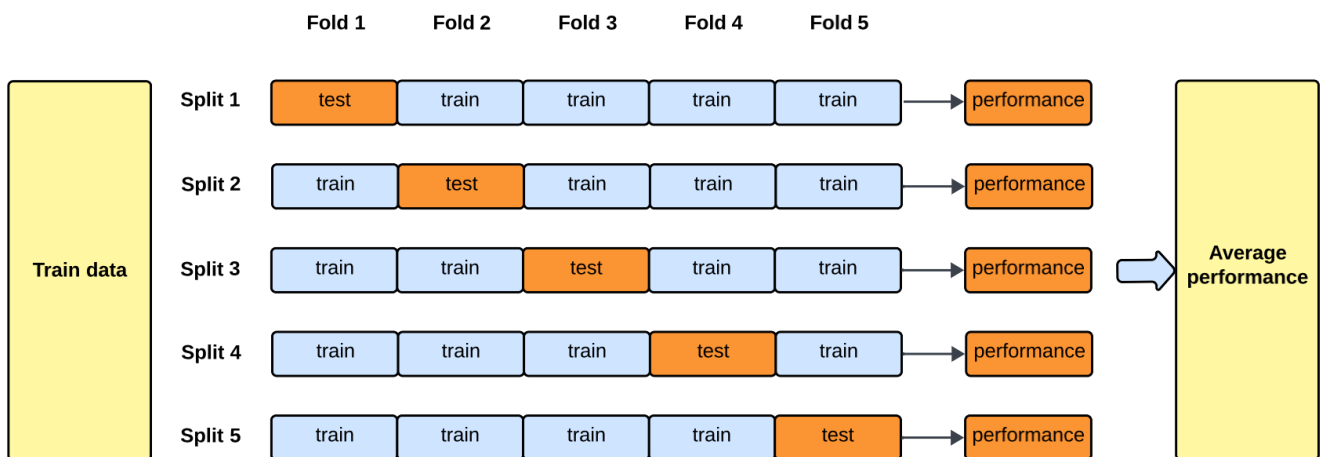 Fold 1 Fold 2 Fold 3 Fold 4 Fold 5
Split 1 test train train train train performance
Split 2 train test train train train performance
Train data
Split 3 train train test train train performance
Average
performance
Split 4 train train train test train performance
Split 5 train train train train test performance